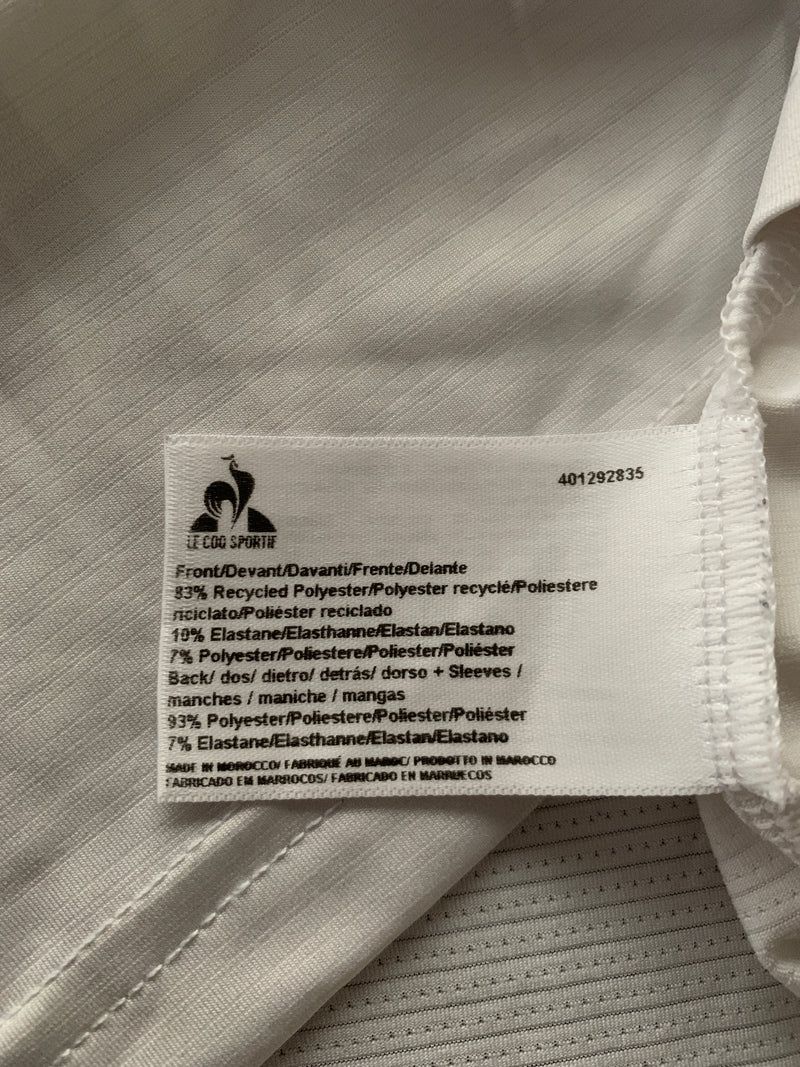 401292835
LE COQ SPORTIF
Front/Devant/Davanti/Frente/Delante
83% Recycled Polyester/Polyester recyclé/Poliestere
riciclato/Poliéster reciclado
10% Elastane/Elasthanne/Elastan/Elastano
7% Polyester/Poliestere/Poliester/Poliéster
Back/ dos/ dietro/ detrás/ dorso + Sleeves /
manches / maniche / mangas
93% Polyester/Poliestere/Poliester/Poliéster
7% Elastane/Elasthanne/Elastan/Elastano
MADE IN MOROCCO/ FABRIQUÉ AU MAROC/ PRODOTTO IN MAROCCO
FABRICADO EM MARROCOS/ FABRICADO EN MARRUECOS